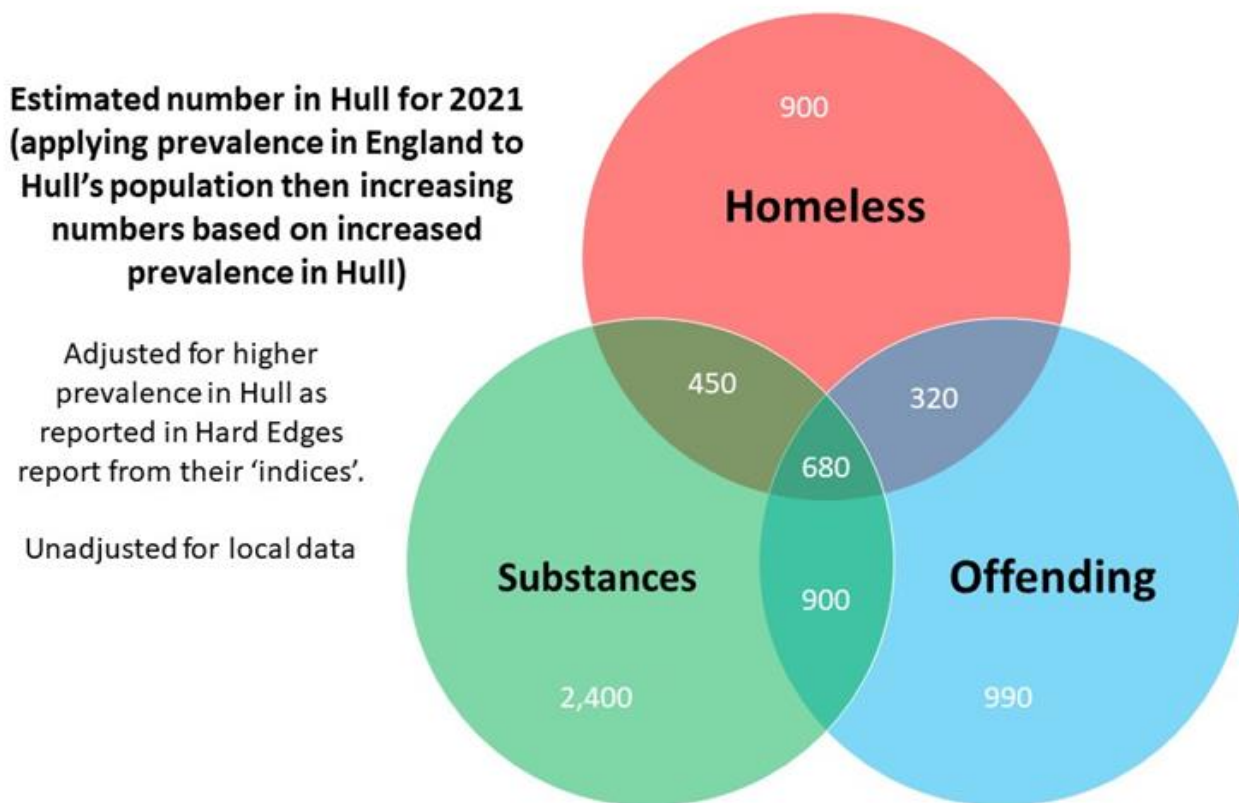 Estimated number in Hull for 2021
(applying prevalence in England to
Hull’s population then increasing
numbers based on increased
prevalence in Hull)
Adjusted for higher
prevalence in Hull as
reported in Hard Edges
report from their ‘indices’.
Unadjusted for local data
900
Homeless
450
320
680
Substances
Offending
900
2,400
990